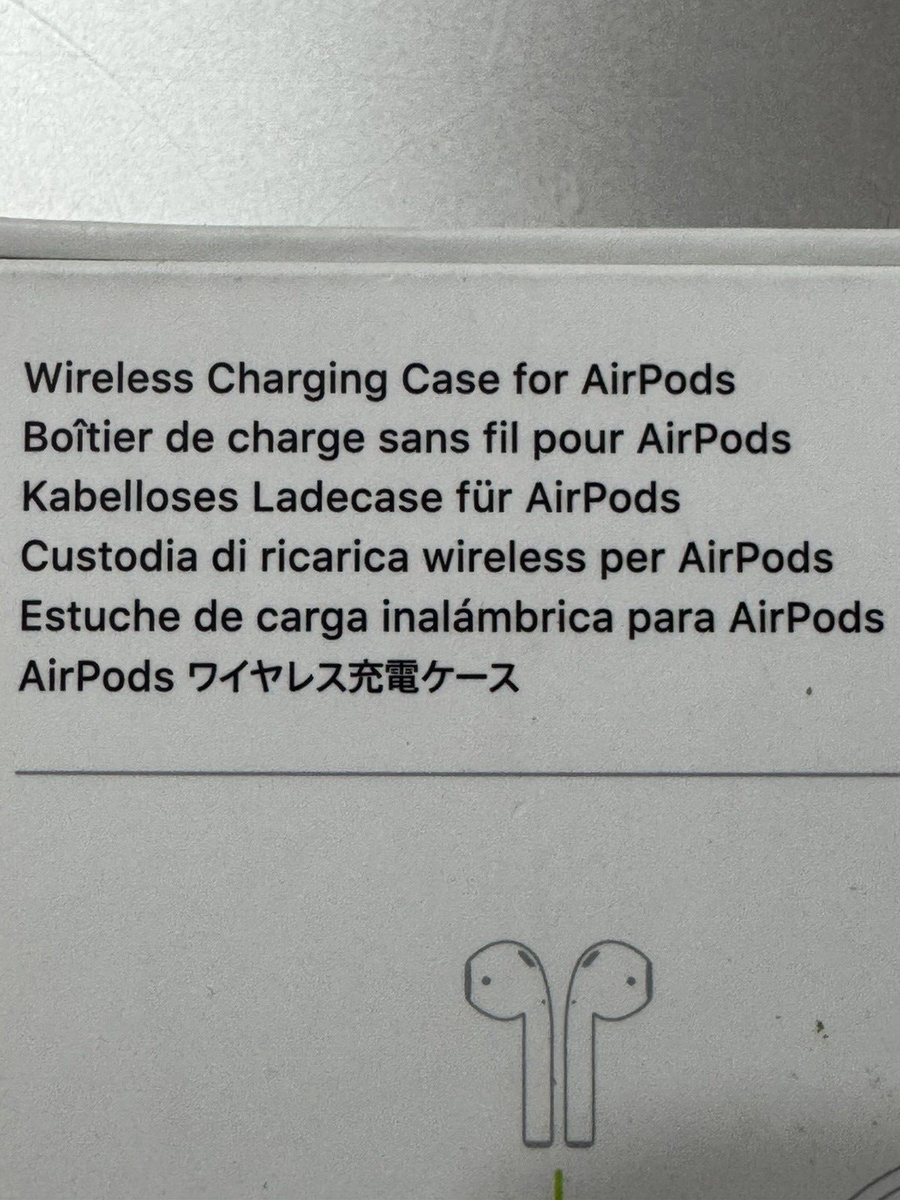 Wireless Charging Case for AirPods
Boîtier de charge sans fil pour AirPods
Kabelloses Ladecase für AirPods
Custodia di ricarica wireless per AirPods
Estuche de carga inalámbrica para AirPods
AirPods ワイヤレス充電ケース